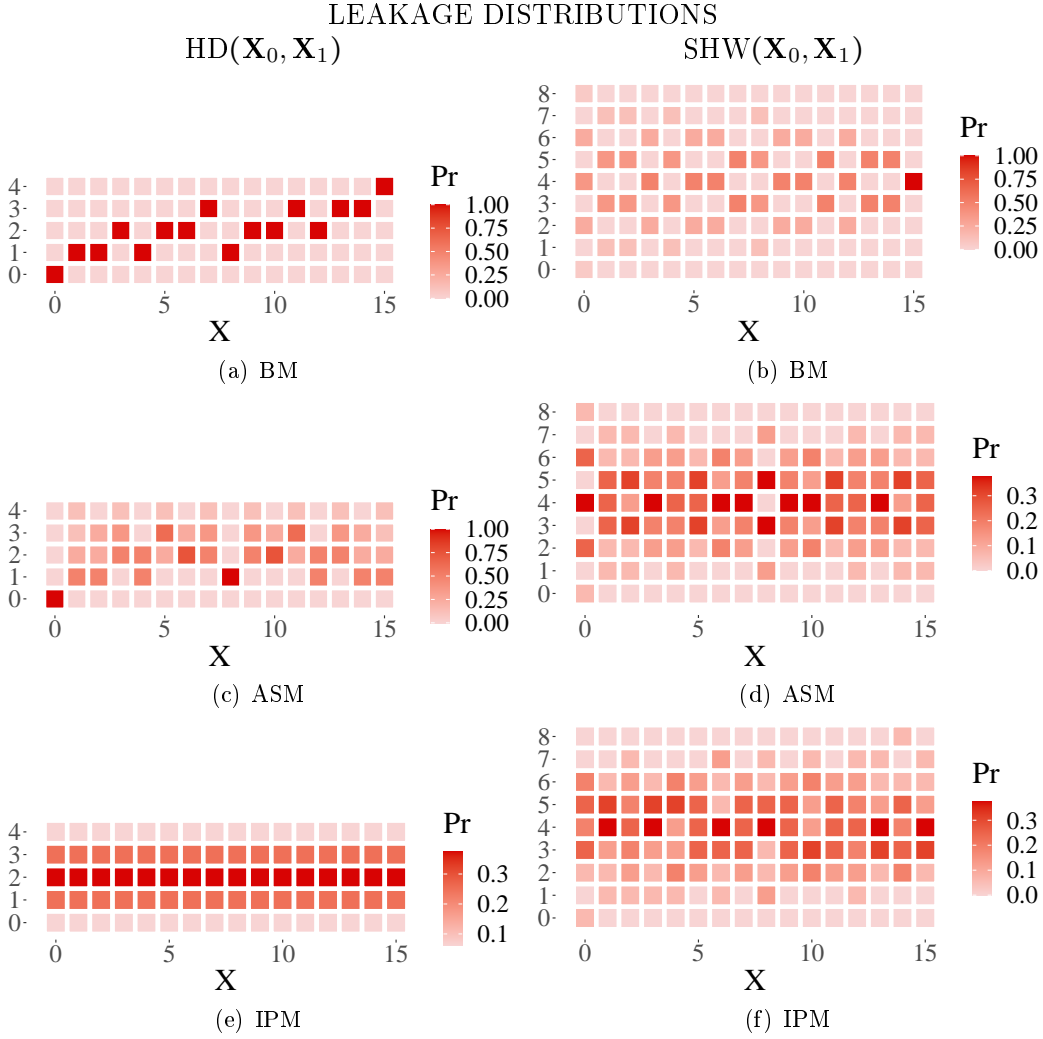 LEAKAGE DISTRIBUTIONS
HD(X₀, X₁)
SHW(X₀, X₁)
4
3
2
1
0
0 5 10 15
X
Pr
1.00
0.75
0.50
0.25
0.00
(a) BM
8
7
6
5
4
3
2
1
0
0 5 10 15
X
Pr
1.00
0.75
0.50
0.25
0.00
(b) BM
4
3
2
1
0
0 5 10 15
X
Pr
1.00
0.75
0.50
0.25
0.00
(c) ASM
8
7
6
5
4
3
2
1
0
0 5 10 15
X
Pr
0.3
0.2
0.1
0.0
(d) ASM
4
3
2
1
0
0 5 10 15
X
Pr
0.3
0.2
0.1
(e) IPM
8
7
6
5
4
3
2
1
0
0 5 10 15
X
Pr
0.3
0.2
0.1
0.0
(f) IPM